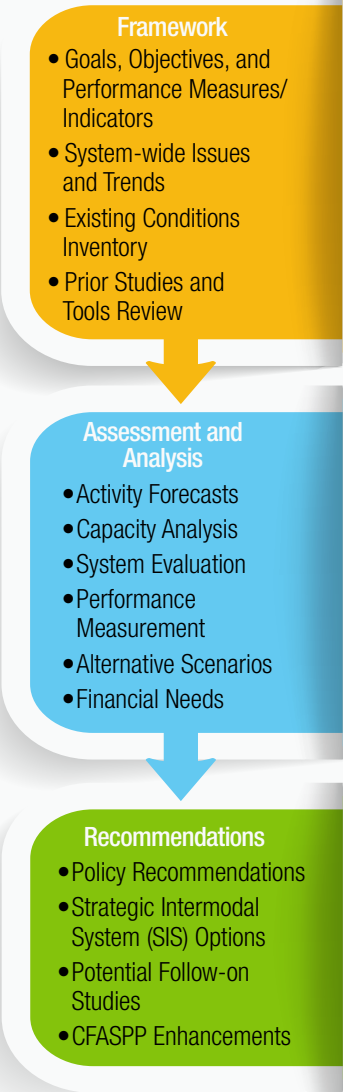 Framework
• Goals, Objectives, and
Performance Measures/
Indicators
• System-wide Issues
and Trends
• Existing Conditions
Inventory
• Prior Studies and
Tools Review
Assessment and
Analysis
• Activity Forecasts
• Capacity Analysis
• System Evaluation
• Performance
Measurement
• Alternative Scenarios
• Financial Needs
Recommendations
• Policy Recommendations
• Strategic Intermodal
System (SIS) Options
• Potential Follow-on
Studies
• CFASPP Enhancements